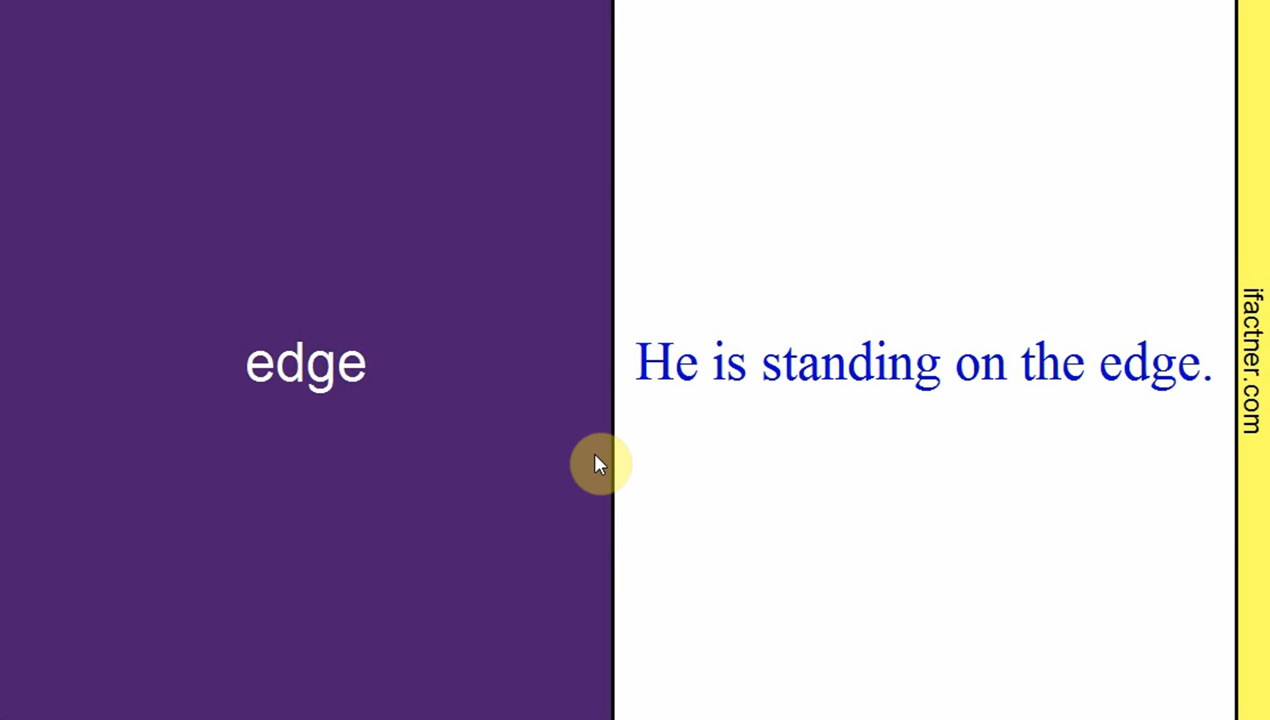 edge
He is standing on the edge.
ifactner.com